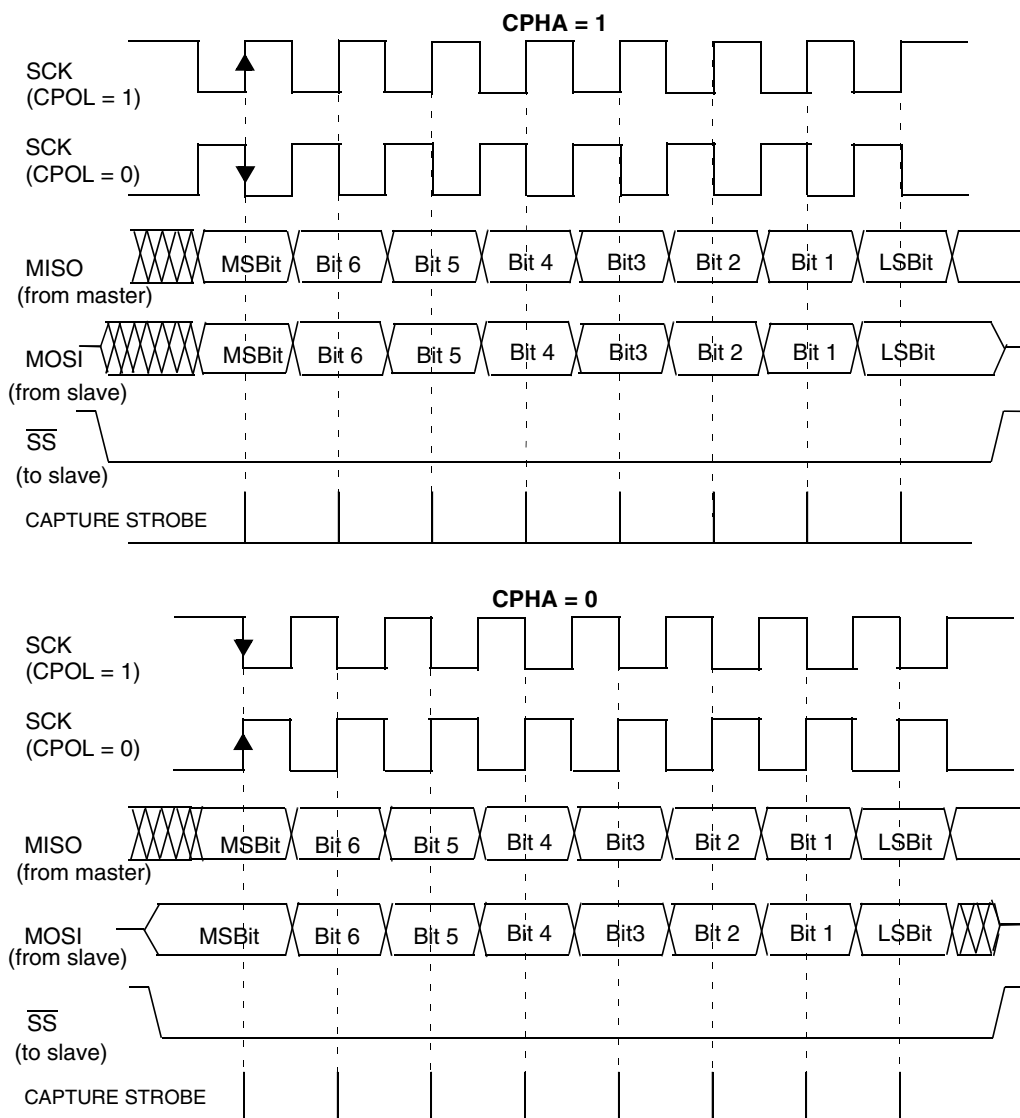 CPHA = 1
SCK
(CPOL = 1)
SCK
(CPOL = 0)
MISO
(from master)
MSBit Bit 6 Bit 5 Bit 4 Bit3 Bit 2 Bit 1 LSBit
MOSI
(from slave)
MSBit Bit 6 Bit 5 Bit 4 Bit3 Bit 2 Bit 1 LSBit
SS
(to slave)
CAPTURE STROBE
CPHA = 0
SCK
(CPOL = 1)
SCK
(CPOL = 0)
MISO
(from master)
MSBit Bit 6 Bit 5 Bit 4 Bit3 Bit 2 Bit 1 LSBit
MOSI
(from slave)
MSBit Bit 6 Bit 5 Bit 4 Bit3 Bit 2 Bit 1 LSBit
SS
(to slave)
CAPTURE STROBE